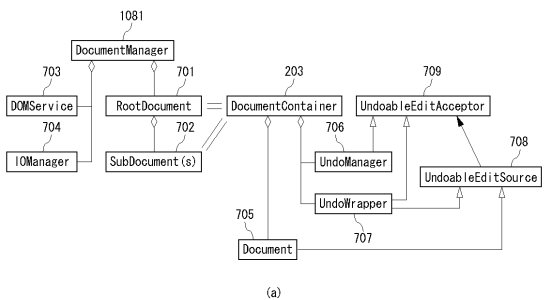 1081
DocumentManager
703
701
203
709
DOMService
RootDocument
DocumentContainer
UndoableEditAcceptor
704
702
706
708
IOManager
SubDocument(s)
UndoManager
UndoableEditSource
705
UndoWrapper
707
Document
(a)